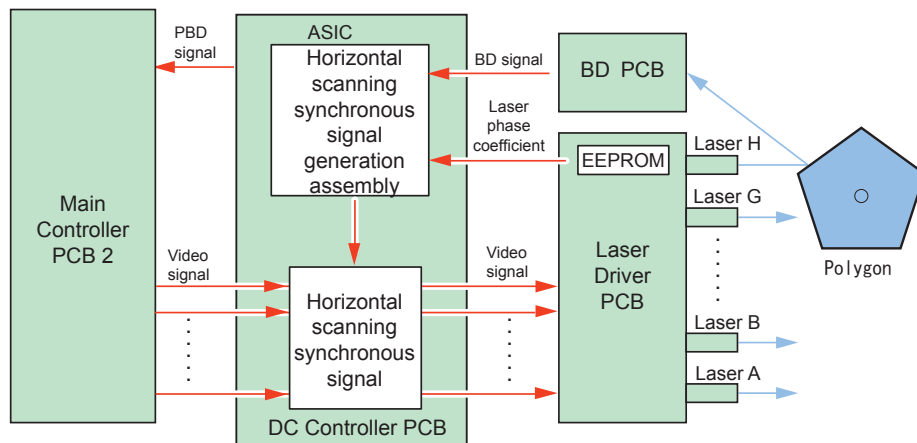 PBD
signal
Main
Controller
PCB 2
Video
signal
ASIC
Horizontal
scanning
synchronous
signal
generation
assembly
Horizontal
scanning
synchronous
signal
DC Controller PCB
BD signal
Laser
phase
coefficient
Video
signal
BD PCB
EEPROM
Laser
Driver
PCB
Laser H
Laser G
Laser B
Laser A
Polygon